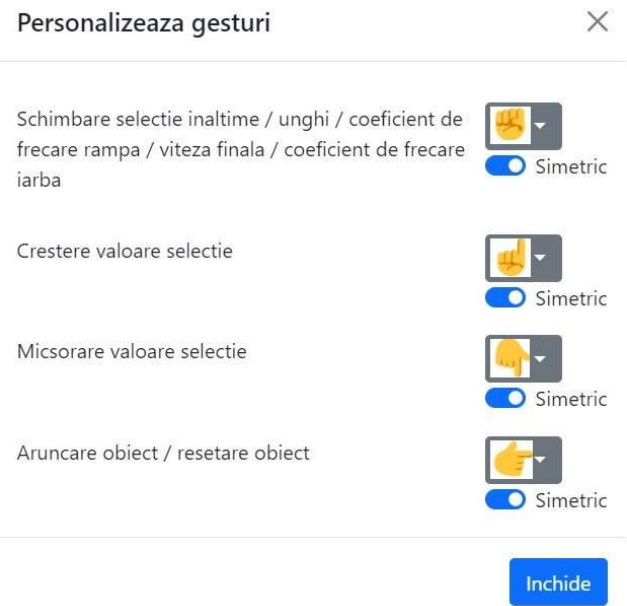 Personalizeaza gesturi
Schimbare selectie inaltime / unghi / coeficient de
frecare rampa / viteza finala / coeficient de frecare
iarba
Simetric
Crestere valoare selectie
Simetric
Micsorare valoare selectie
Simetric
Aruncare obiect / resetare obiect
Simetric
Inchide